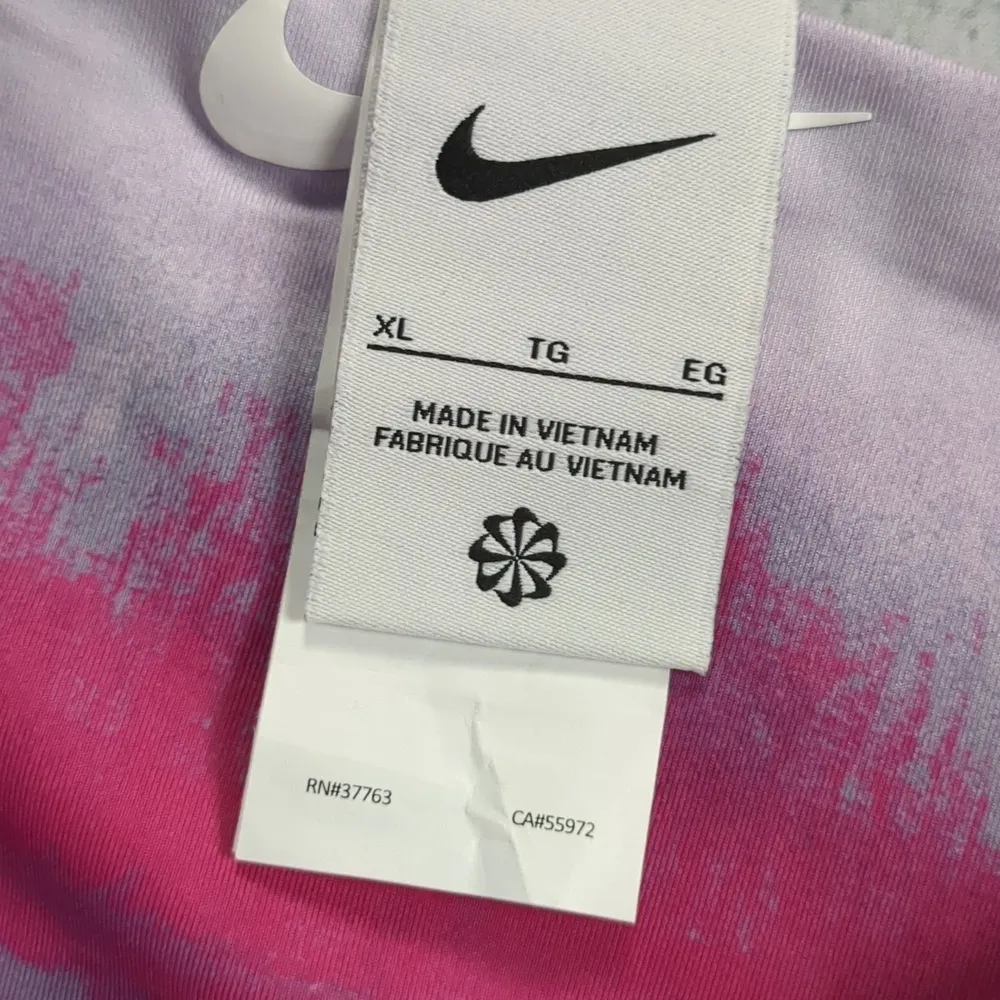 XL TG EG
MADE IN VIETNAM
FABRIQUE AU VIETNAM
RN#37763 CA#55972